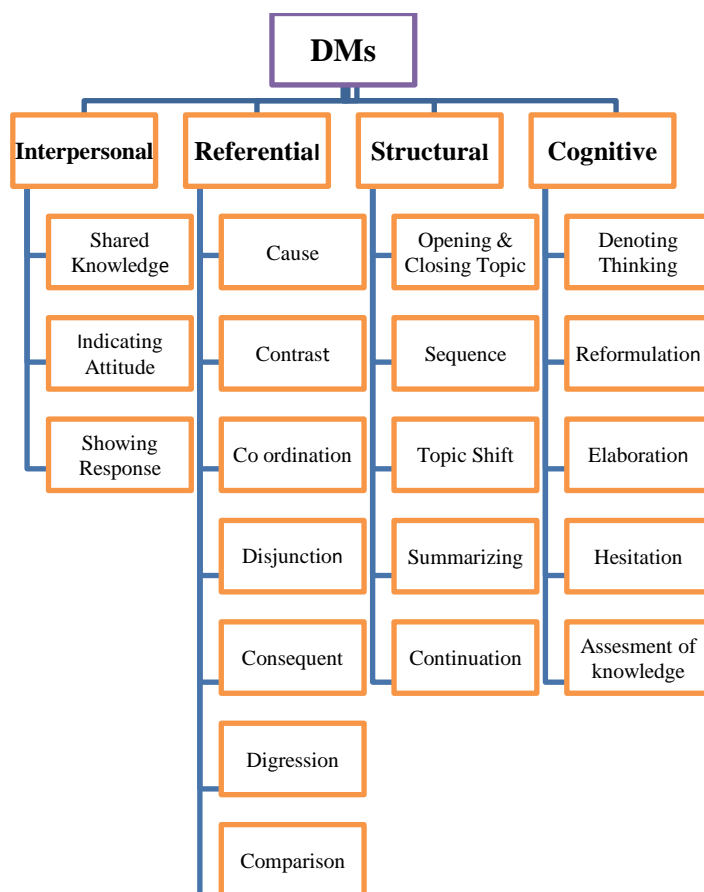 DMs
Interpersonal
Referential
Structural
Cognitive
Shared
Knowledge
Indicating
Attitude
Showing
Response
Cause
Contrast
Co ordination
Disjunction
Consequent
Digression
Comparison
Opening &
Closing Topic
Sequence
Topic Shift
Summarizing
Continuation
Denoting
Thinking
Reformulation
Elaboration
Hesitation
Assesment of
knowledge